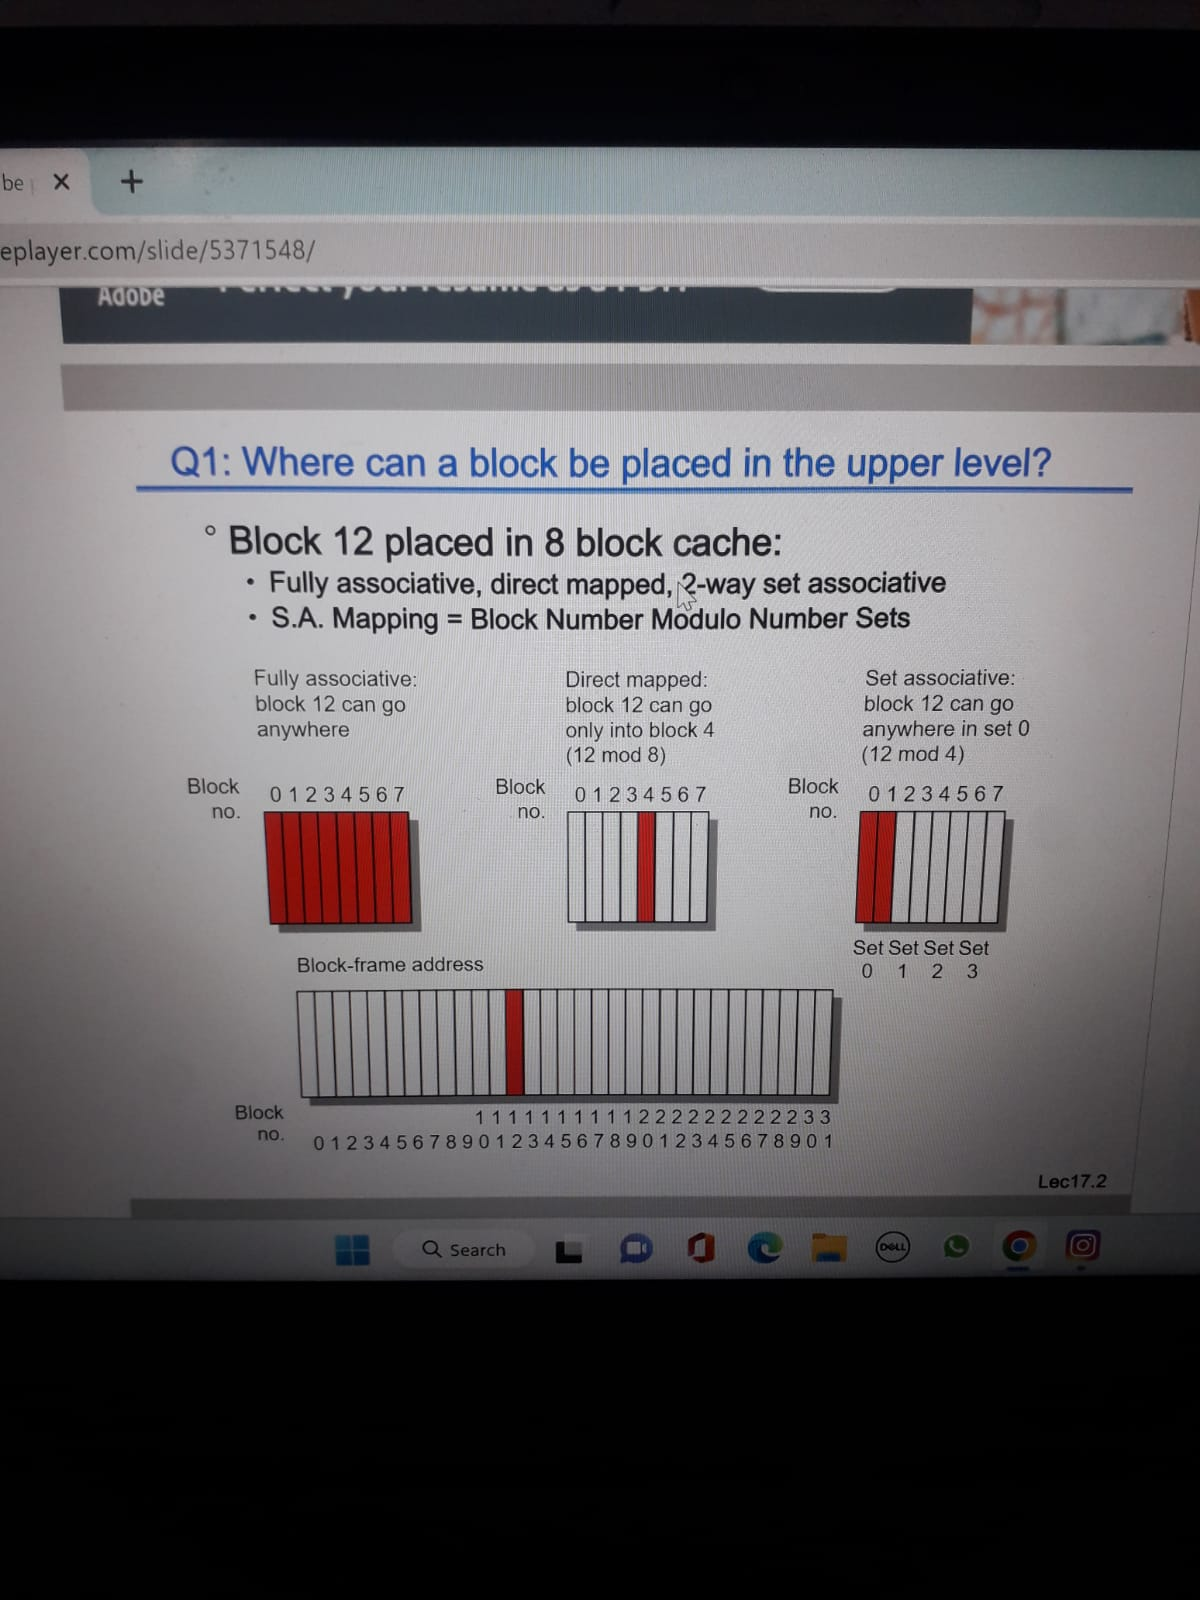 be
eplayer.com/slide/5371548/
Adobe
Q1: Where can a block be placed in the upper level?
° Block 12 placed in 8 block cache:
• Fully associative, direct mapped, 2-way set associative
• S.A. Mapping = Block Number Modulo Number Sets
Fully associative:
block 12 can go
anywhere
Block
no.
0 1 2 3 4 5 6 7
Direct mapped:
block 12 can go
only into block 4
(12 mod 8)
Block
no.
0 1 2 3 4 5 6 7
Set associative:
block 12 can go
anywhere in set 0
(12 mod 4)
Block
no.
0 1 2 3 4 5 6 7
Set Set Set Set
0 1 2 3
Block-frame address
Block
no.
1 1 1 1 1 1 1 1 1 1 2 2 2 2 2 2 2 2 2 2 3 3
0 1 2 3 4 5 6 7 8 9 0 1 2 3 4 5 6 7 8 9 0 1 2 3 4 5 6 7 8 9 0 1
Lec17.2
Search
DELL